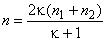 n = 2κ(n₁ + n₂) / κ + 1